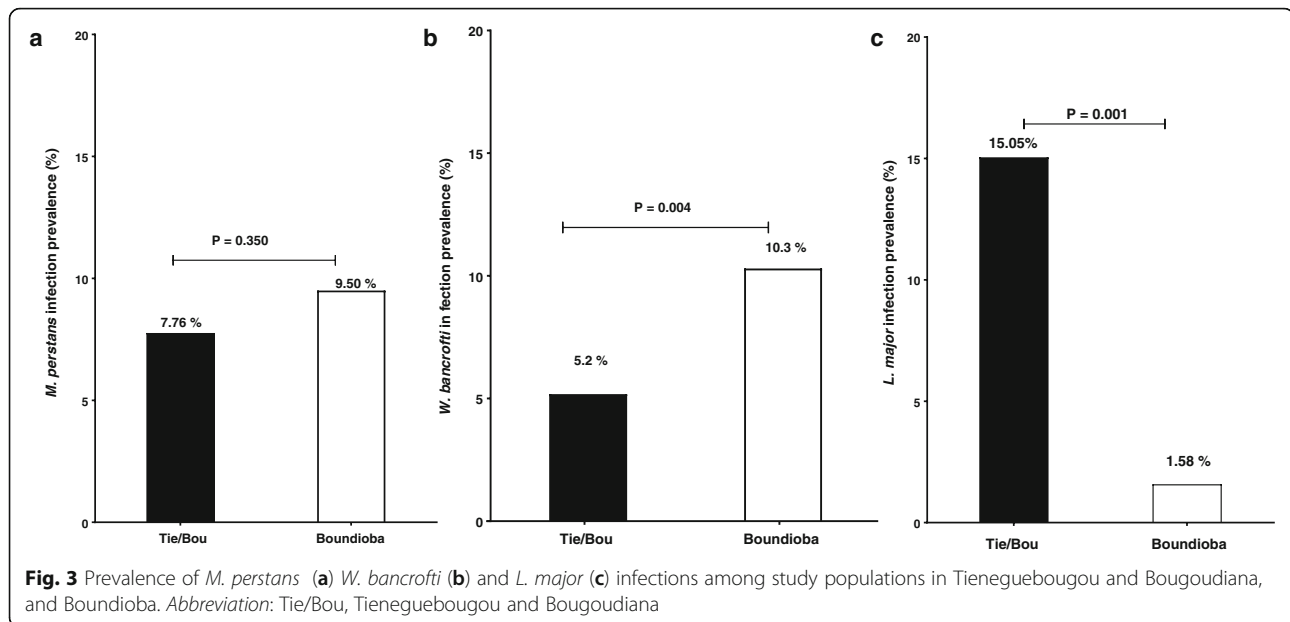 a
M. perstans infection prevalence (%)
20
15
10
5
0
P = 0.350
7.76 %
9.50 %
Tie/Bou Boundioba
b
W. bancrofti in fection prevalence (%)
20
15
10
5
0
P = 0.004
5.2 %
10.3 %
Tie/Bou Boundioba
c
L. major infection prevalence (%)
20
15
10
5
0
P = 0.001
15.05%
1.58 %
Tie/Bou Boundioba
Fig. 3 Prevalence of M. perstans (a) W. bancrofti (b) and L. major (c) infections among study populations in Tieneguebougou and Bougoudiana,
and Boundioba. Abbreviation: Tie/Bou, Tieneguebougou and Bougoudiana